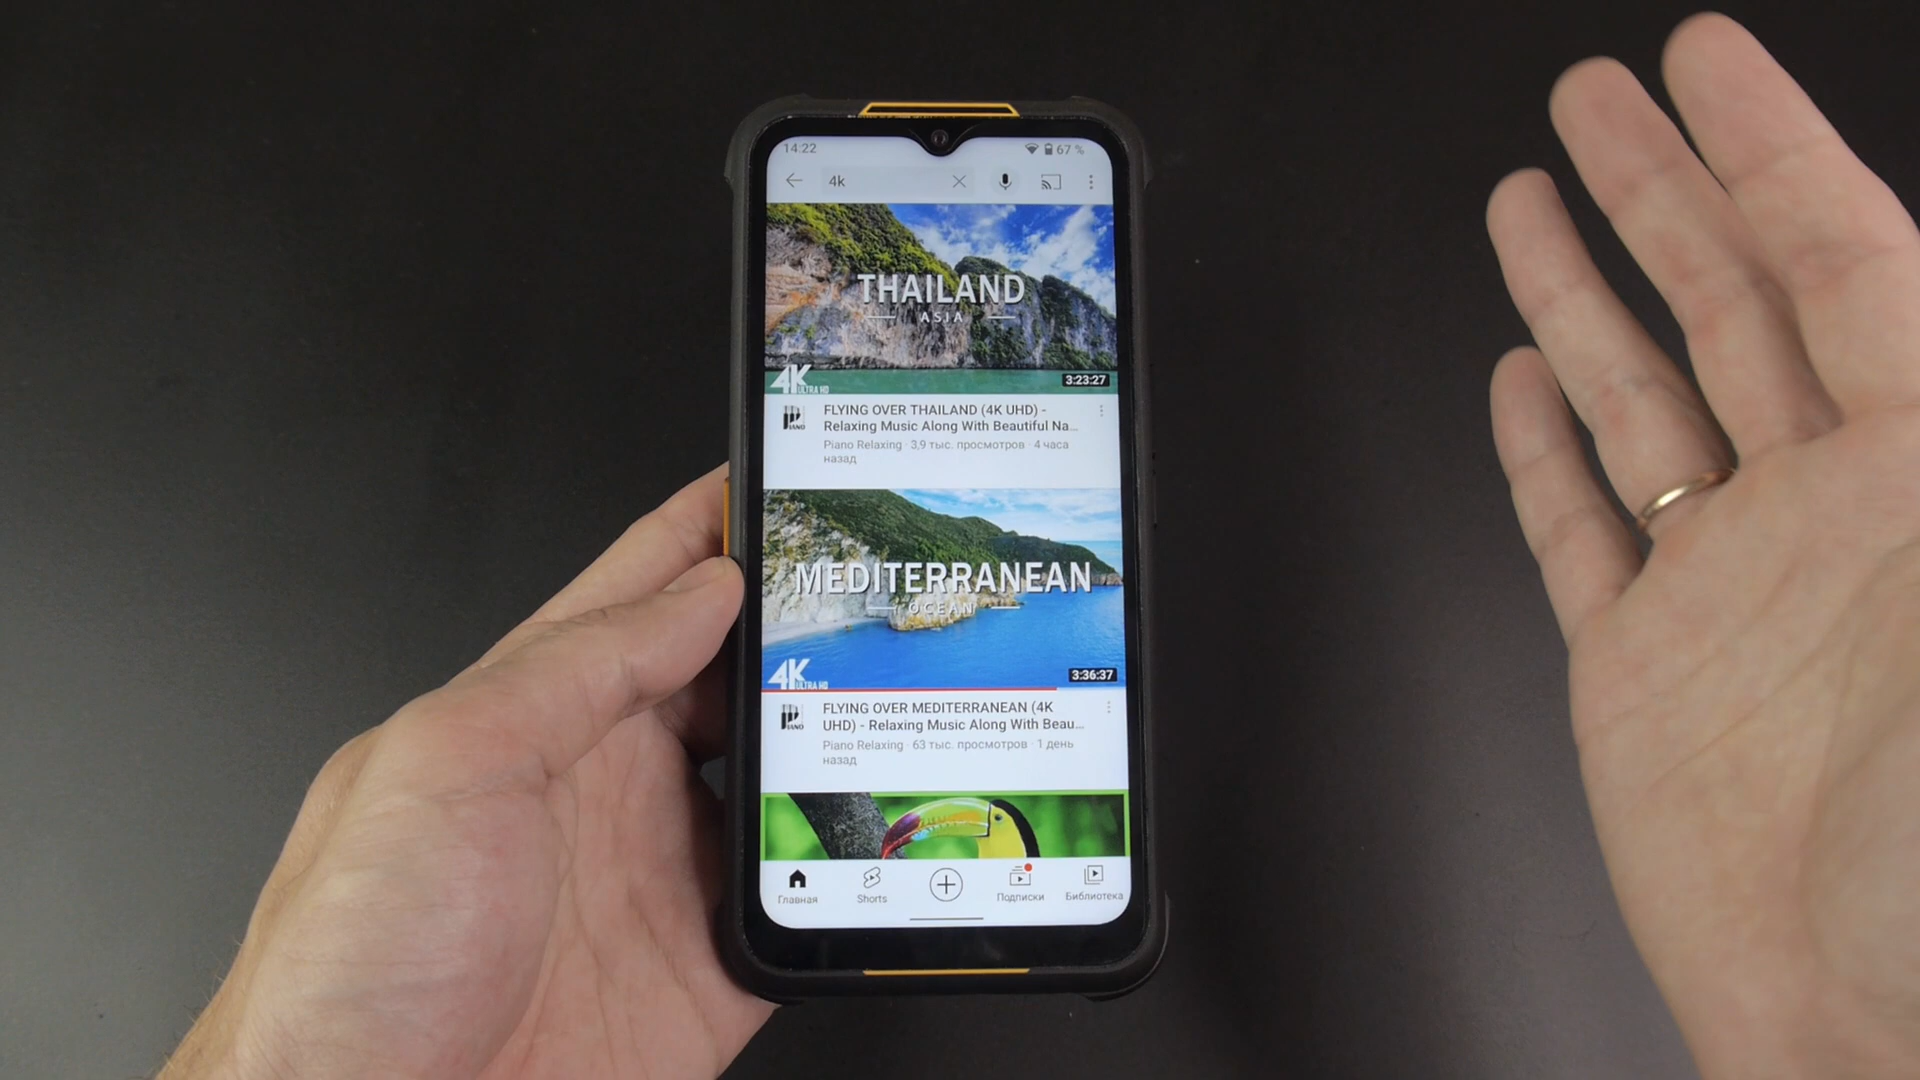 14:22
67 %
4k
THAILAND
ASIA
4K ULTRA HD
3:23:27
PIANO
FLYING OVER THAILAND (4K UHD) -
Relaxing Music Along With Beautiful Na...
Piano Relaxing · 3,9 тыс. просмотров · 4 часа
назад
MEDITERRANEAN
OCEAN
4K ULTRA HD
3:36:37
PIANO
FLYING OVER MEDITERRANEAN (4K
UHD) - Relaxing Music Along With Beau...
Piano Relaxing · 63 тыс. просмотров · 1 день
назад
Главная
Shorts
Подписки
Библиотека